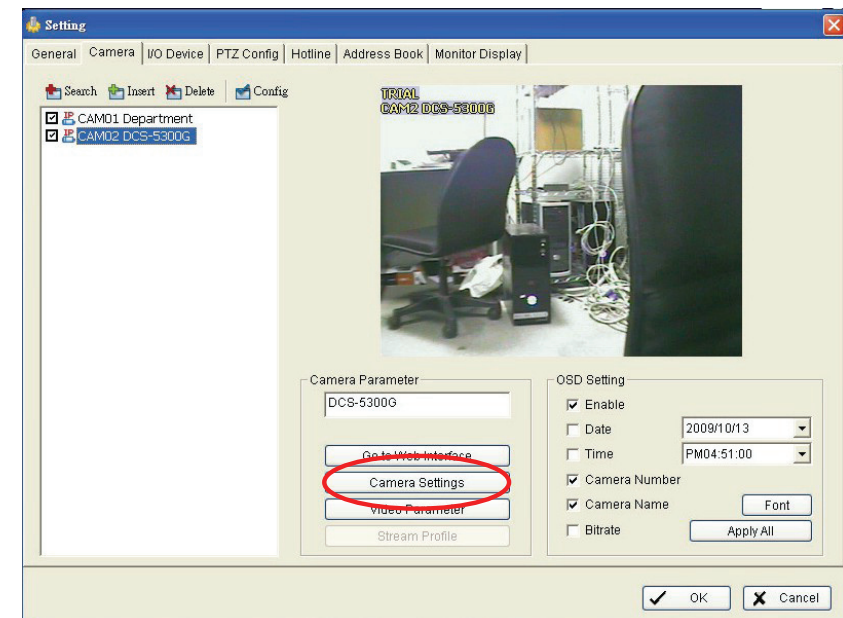 Setting
General Camera I/O Device PTZ Config Hotline Address Book Monitor Display
Search Insert Delete Config
CAM01 Department
CAM02 DCS-5300G
TRIAL
CAM2 DCS-5300G
Camera Parameter
DCS-5300G
Go to Web Interface
Camera Settings
Video Parameter
Stream Profile
OSD Setting
Enable
Date 2009/10/13
Time PM04:51:00
Camera Number
Camera Name Font
Bitrate Apply All
OK Cancel